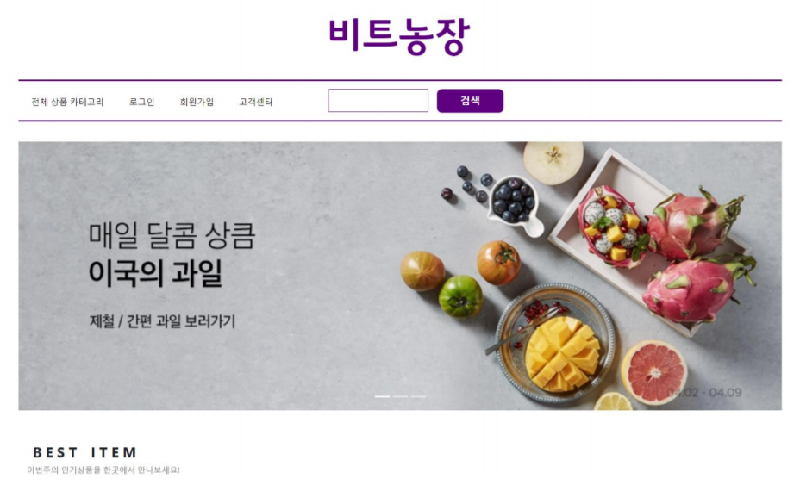 비트농장
전체 상품 카테고리 로그인 회원가입 고객센터 검색
매일 달콤 상큼
이국의 과일
제철 / 간편 과일 보러가기
04.02 - 04.09
BEST ITEM
이번주의 인기상품을 한곳에서 만나보세요!